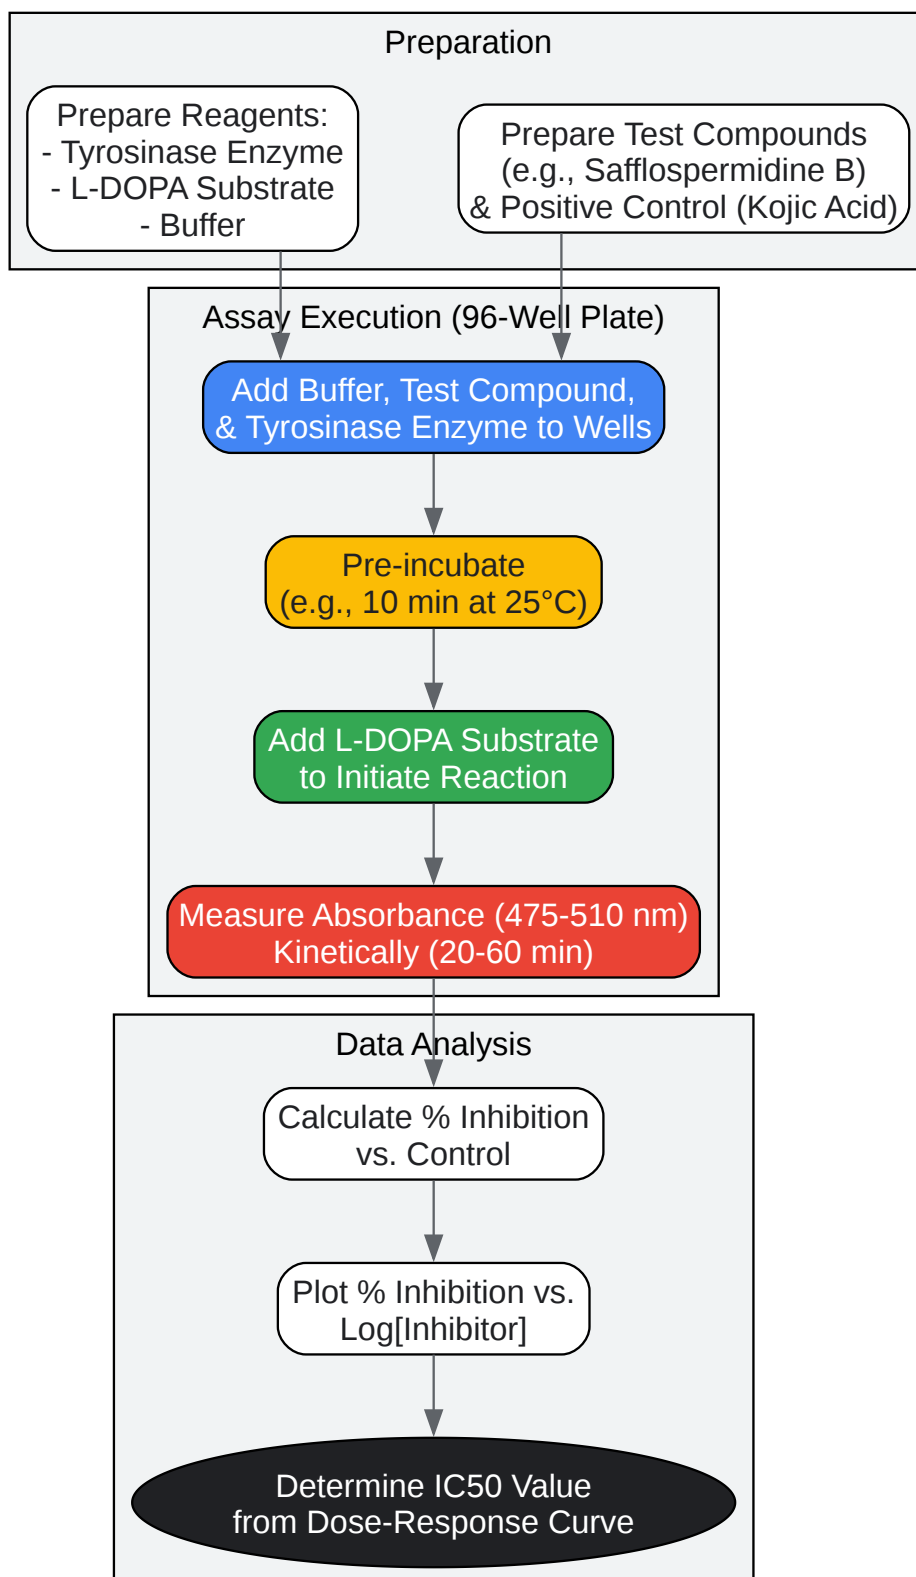 Preparation
Prepare Reagents:
- Tyrosinase Enzyme
- L-DOPA Substrate
- Buffer
Prepare Test Compounds
(e.g., Safflospermidine B)
& Positive Control (Kojic Acid)
Assay Execution (96-Well Plate)
Add Buffer, Test Compound,
& Tyrosinase Enzyme to Wells
Pre-incubate
(e.g., 10 min at 25°C)
Add L-DOPA Substrate
to Initiate Reaction
Measure Absorbance (475-510 nm)
Kinetically (20-60 min)
Data Analysis
Calculate % Inhibition
vs. Control
Plot % Inhibition vs.
Log[Inhibitor]
Determine IC50 Value
from Dose-Response Curve